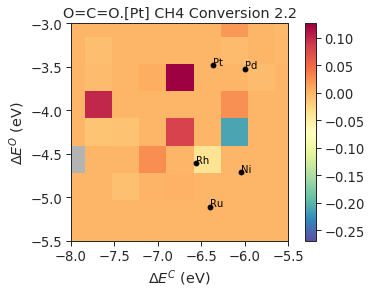 O=C=O.[Pt] CH4 Conversion 2.2
−3.0
−3.5
−4.0
−4.5
−5.0
−5.5
ΔE^O (eV)
Pt
Pd
Rh
Ni
Ru
−8.0 −7.5 −7.0 −6.5 −6.0 −5.5
ΔE^C (eV)
0.10
0.05
0.00
−0.05
−0.10
−0.15
−0.20
−0.25